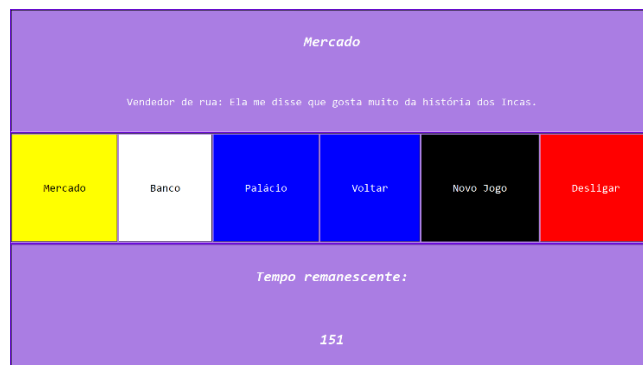 Mercado
Vendedor de rua: Ela me disse que gosta muito da história dos Incas.
Mercado
Banco
Palácio
Voltar
Novo Jogo
Desligar
Tempo remanescente:
151